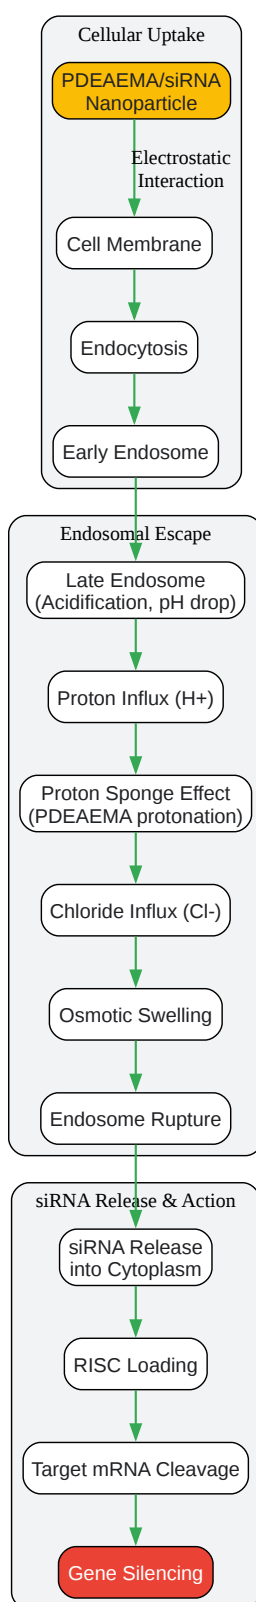 Cellular Uptake
PDEAEMA/siRNA
Nanoparticle
Electrostatic
Interaction
Cell Membrane
Endocytosis
Early Endosome
Endosomal Escape
Late Endosome
(Acidification, pH drop)
Proton Influx (H+)
Proton Sponge Effect
(PDEAEMA protonation)
Chloride Influx (Cl-)
Osmotic Swelling
Endosome Rupture
siRNA Release & Action
siRNA Release
into Cytoplasm
RISC Loading
Target mRNA Cleavage
Gene Silencing